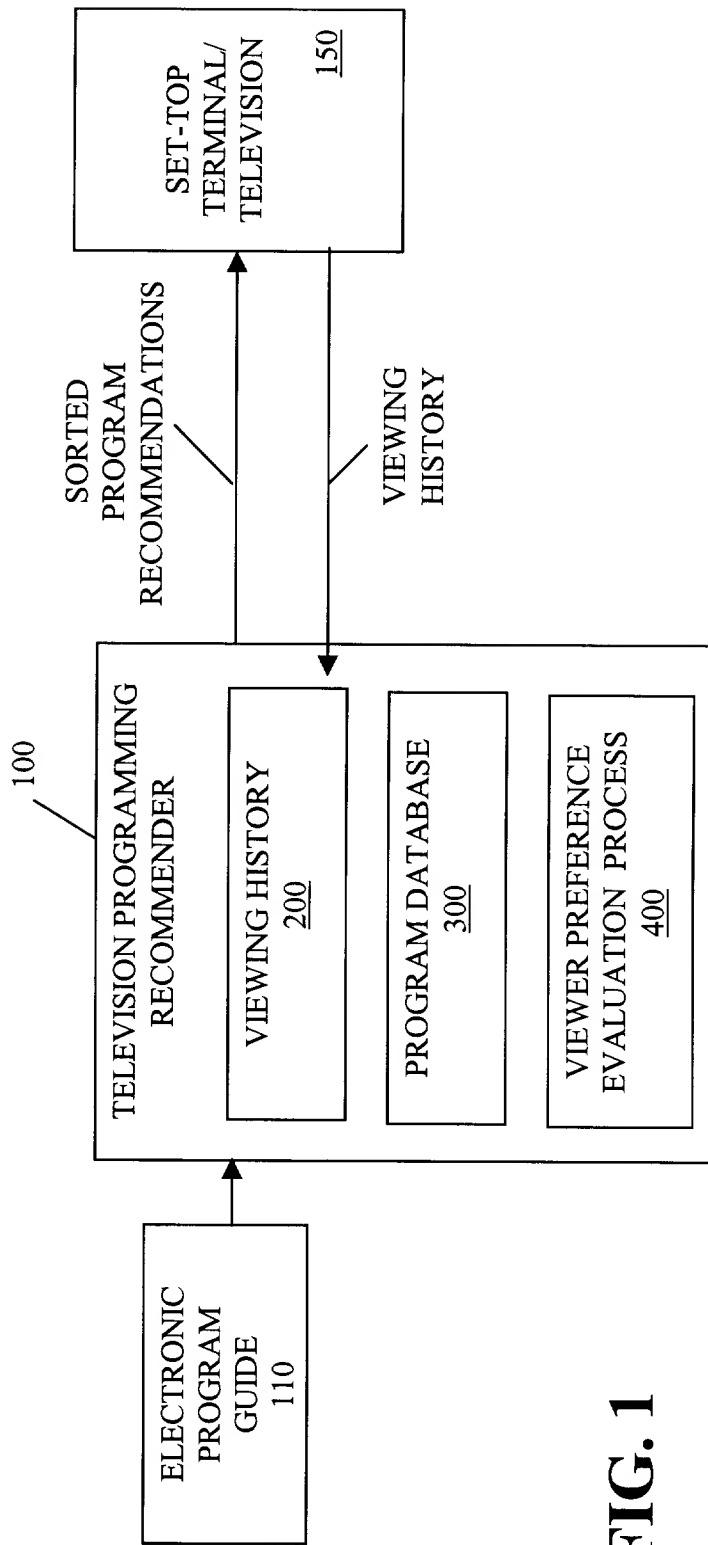 100
ELECTRONIC
PROGRAM
GUIDE
110
TELEVISION PROGRAMMING
RECOMMENDER
VIEWING HISTORY
200
PROGRAM DATABASE
300
VIEWER PREFERENCE
EVALUATION PROCESS
400
SORTED
PROGRAM
RECOMMENDATIONS
VIEWING
HISTORY
SET-TOP
TERMINAL/
TELEVISION
150
FIG. 1